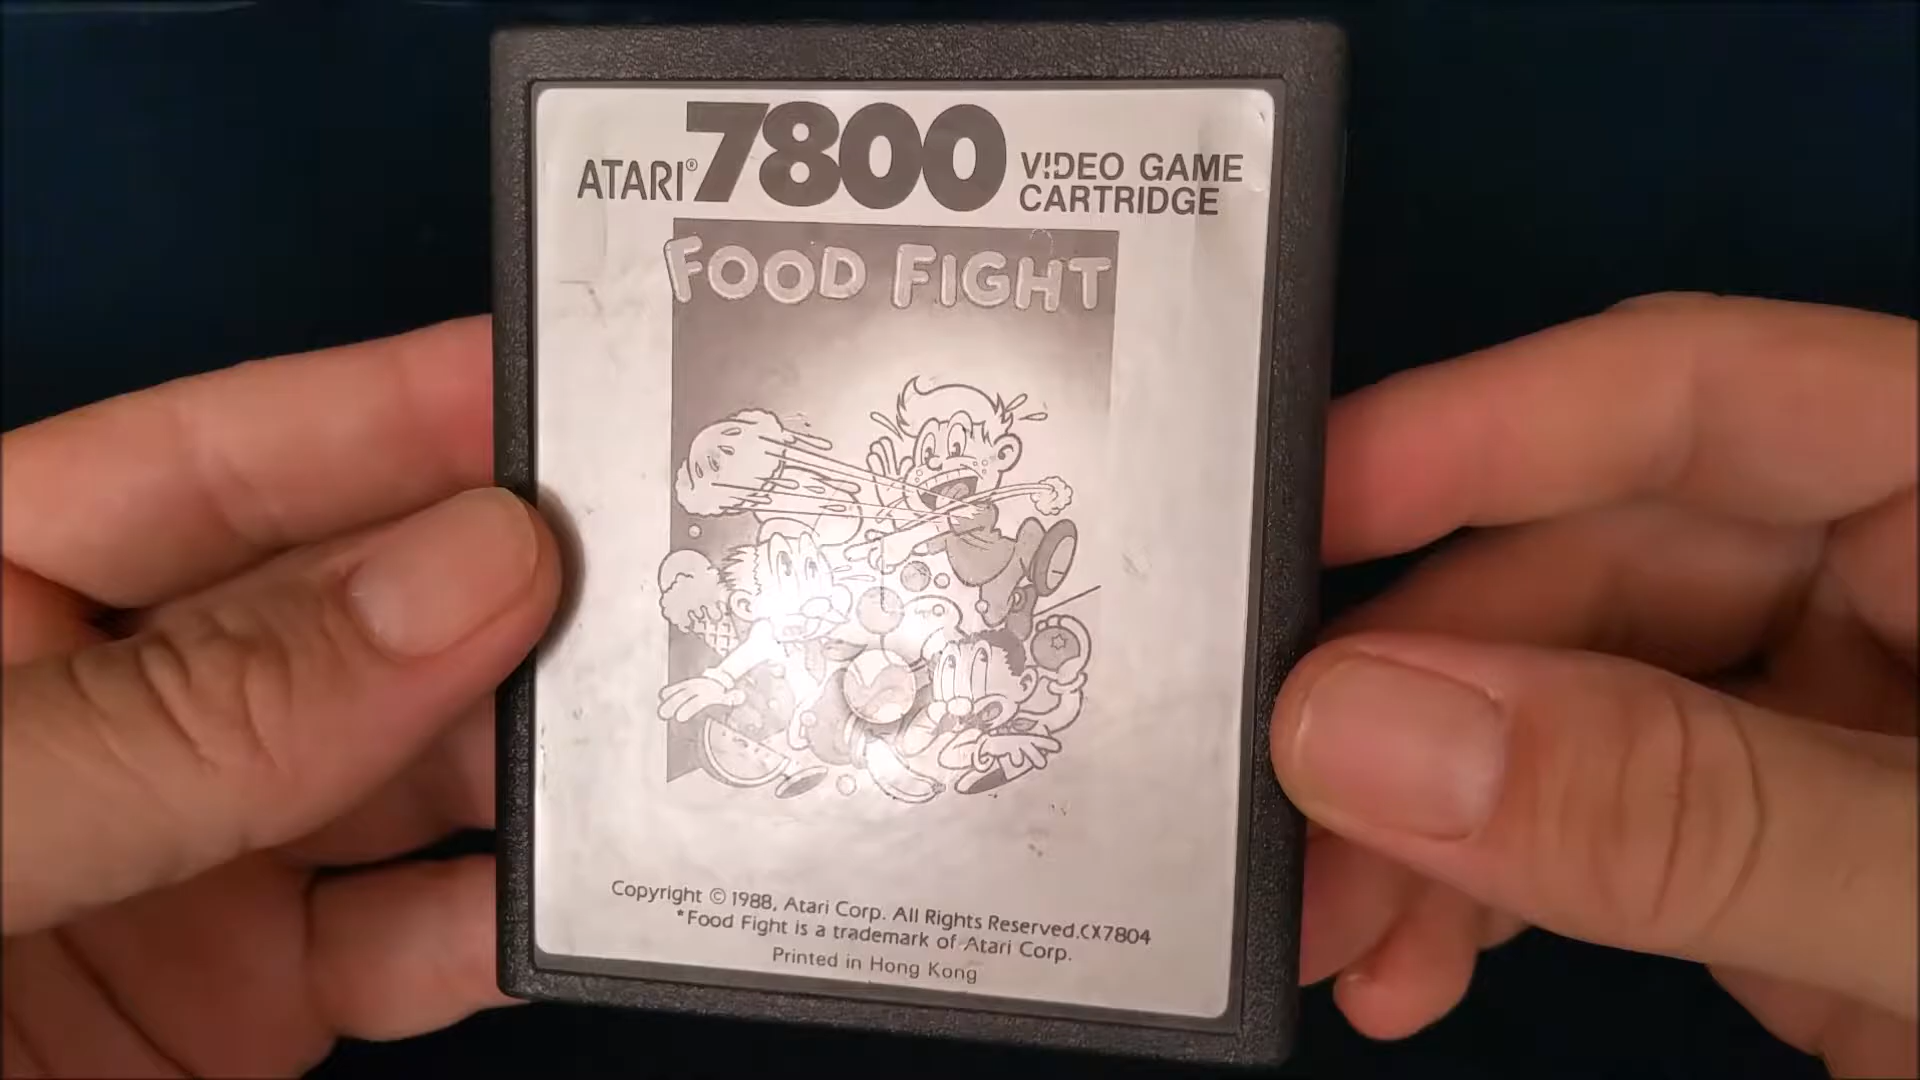 ATARI® 7800 VIDEO GAME
CARTRIDGE
FOOD FIGHT
Copyright © 1988, Atari Corp. All Rights Reserved.CX7804
*Food Fight is a trademark of Atari Corp.
Printed in Hong Kong